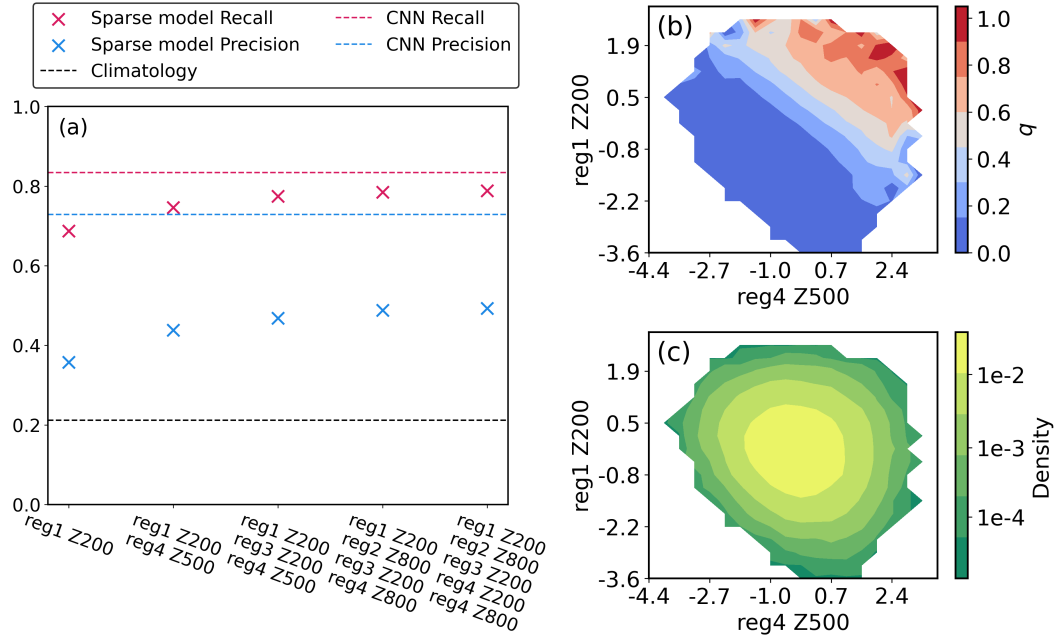 Sparse model Recall
Sparse model Precision
Climatology
CNN Recall
CNN Precision
(a)
1.0
0.8
0.6
0.4
0.2
0.0
reg1 Z200
reg1 Z200
reg4 Z500
reg1 Z200
reg3 Z200
reg4 Z500
reg1 Z200
reg2 Z800
reg3 Z200
reg4 Z800
reg1 Z200
reg2 Z800
reg3 Z200
reg4 Z200
reg4 Z800
(b)
reg1 Z200
1.9
0.5
-0.8
-2.2
-3.6
-4.4
-2.7
-1.0
0.7
2.4
reg4 Z500
1.0
0.8
0.6
0.4
0.2
0.0
q
(c)
reg1 Z200
1.9
0.5
-0.8
-2.2
-3.6
-4.4
-2.7
-1.0
0.7
2.4
reg4 Z500
1e-2
1e-3
1e-4
Density